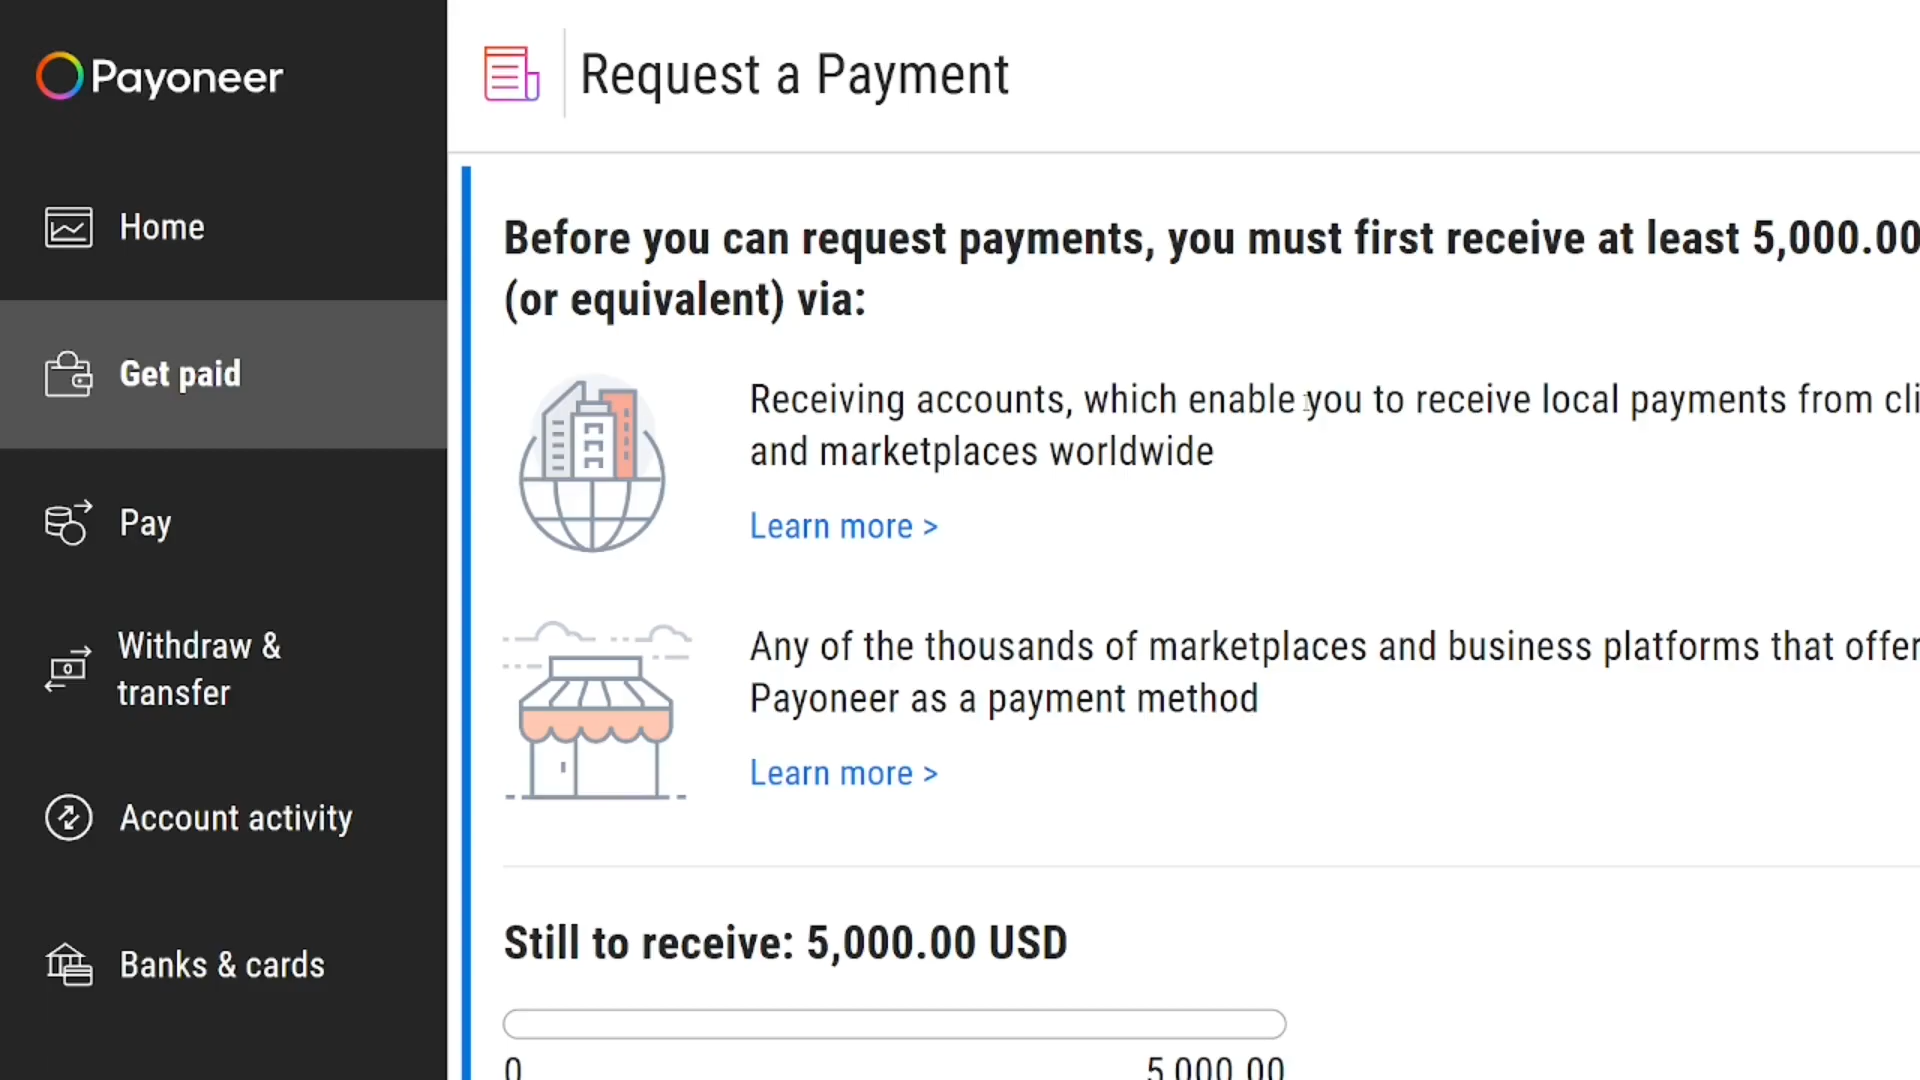 Payoneer
Home
Get paid
Pay
Withdraw &
transfer
Account activity
Banks & cards
Request a Payment
Before you can request payments, you must first receive at least 5,000.00
(or equivalent) via:
Receiving accounts, which enable you to receive local payments from cli
and marketplaces worldwide
Learn more >
Any of the thousands of marketplaces and business platforms that offer
Payoneer as a payment method
Learn more >
Still to receive: 5,000.00 USD
0
5,000.00